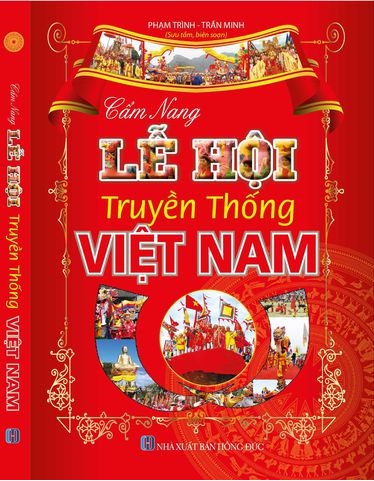 PHẠM TRÌNH - TRẦN MINH
(Sưu tầm, biên soạn)
Cẩm Nang
LỄ HỘI
Truyền Thống
VIỆT NAM
NHÀ XUẤT BẢN HỒNG ĐỨC
Cẩm Nang LỄ HỘI Truyền Thống VIỆT NAM